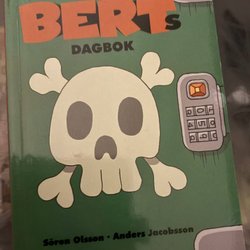 BERTs
DAGBOK
Sören Olsson • Anders Jacobsson